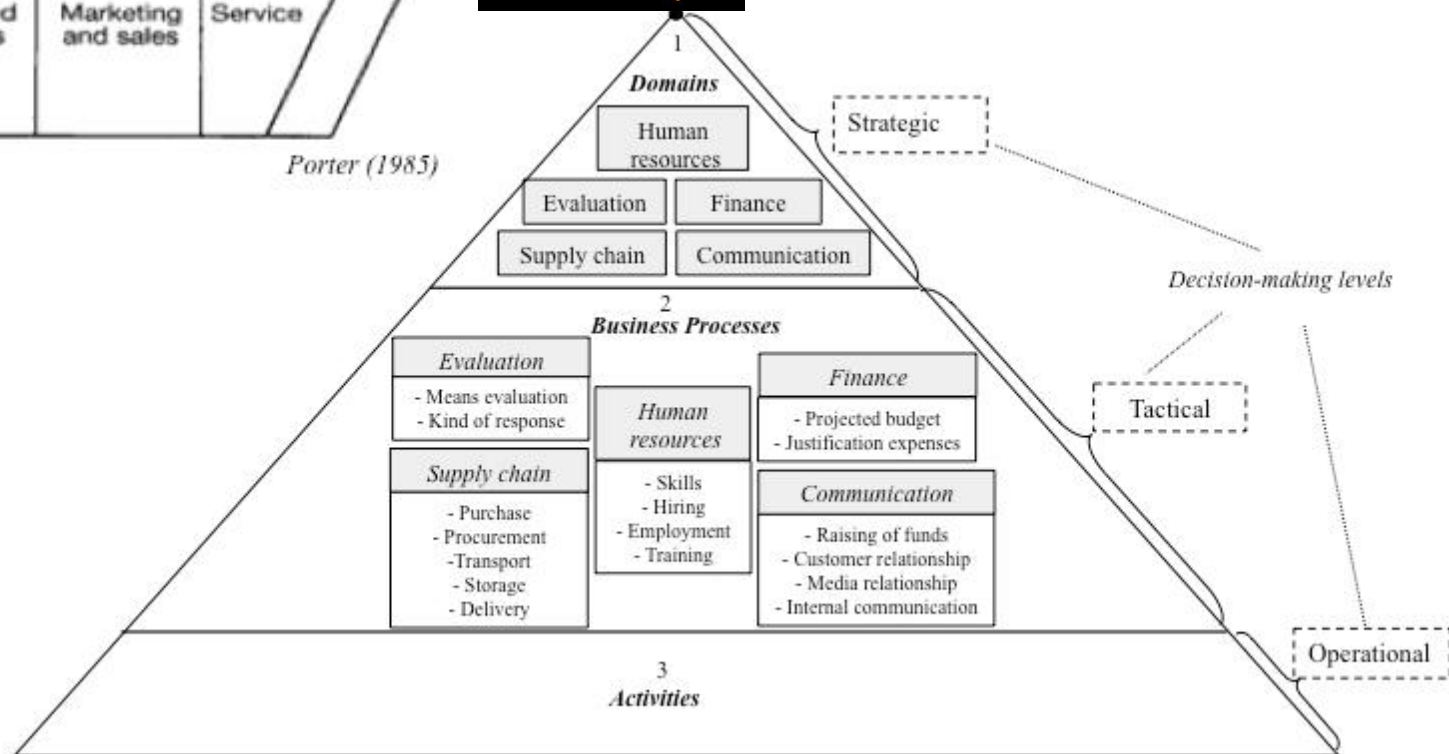 Marketing
and sales
Service
Porter (1985)
1
Domains
Human
resources
Evaluation
Finance
Supply chain
Communication
Strategic
Decision-making levels
2
Business Processes
Evaluation
- Means evaluation
- Kind of response
Supply chain
- Purchase
- Procurement
-Transport
- Storage
- Delivery
Human
resources
- Skills
- Hiring
- Employment
- Training
Finance
- Projected budget
- Justification expenses
Communication
- Raising of funds
- Customer relationship
- Media relationship
- Internal communication
Tactical
3
Activities
Operational